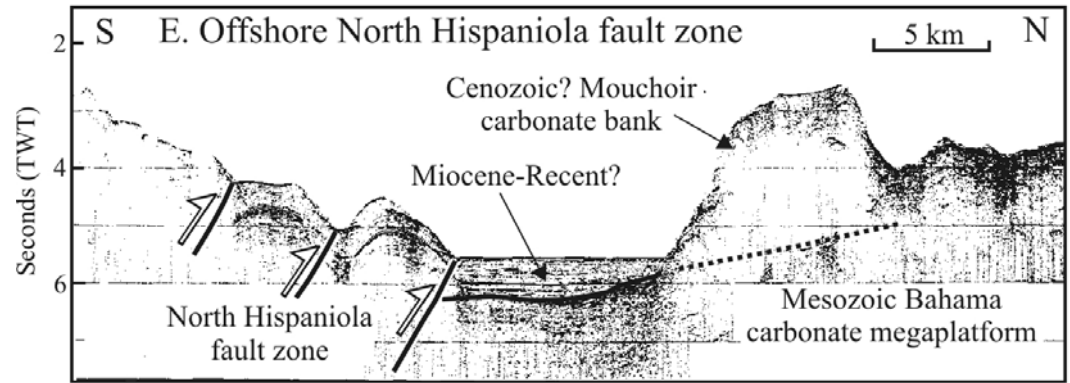 S E. Offshore North Hispaniola fault zone 5 km N
2
Cenozoic? Mouchoir
carbonate bank
4
Miocene-Recent?
Seconds (TWT)
6
North Hispaniola
fault zone
Mesozoic Bahama
carbonate megaplatform